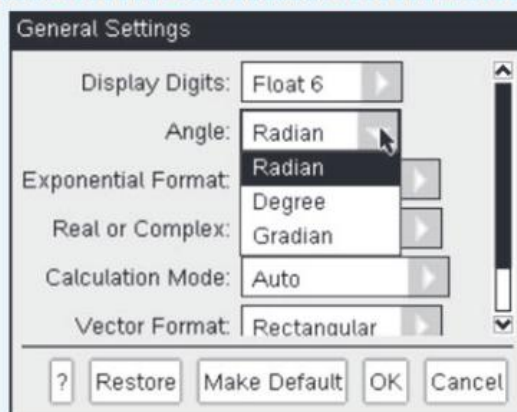 General Settings
Display Digits: Float 6
Angle: Radian
Radian
Exponential Format:
Degree
Real or Complex:
Gradian
Calculation Mode: Auto
Vector Format: Rectangular
? Restore Make Default OK Cancel